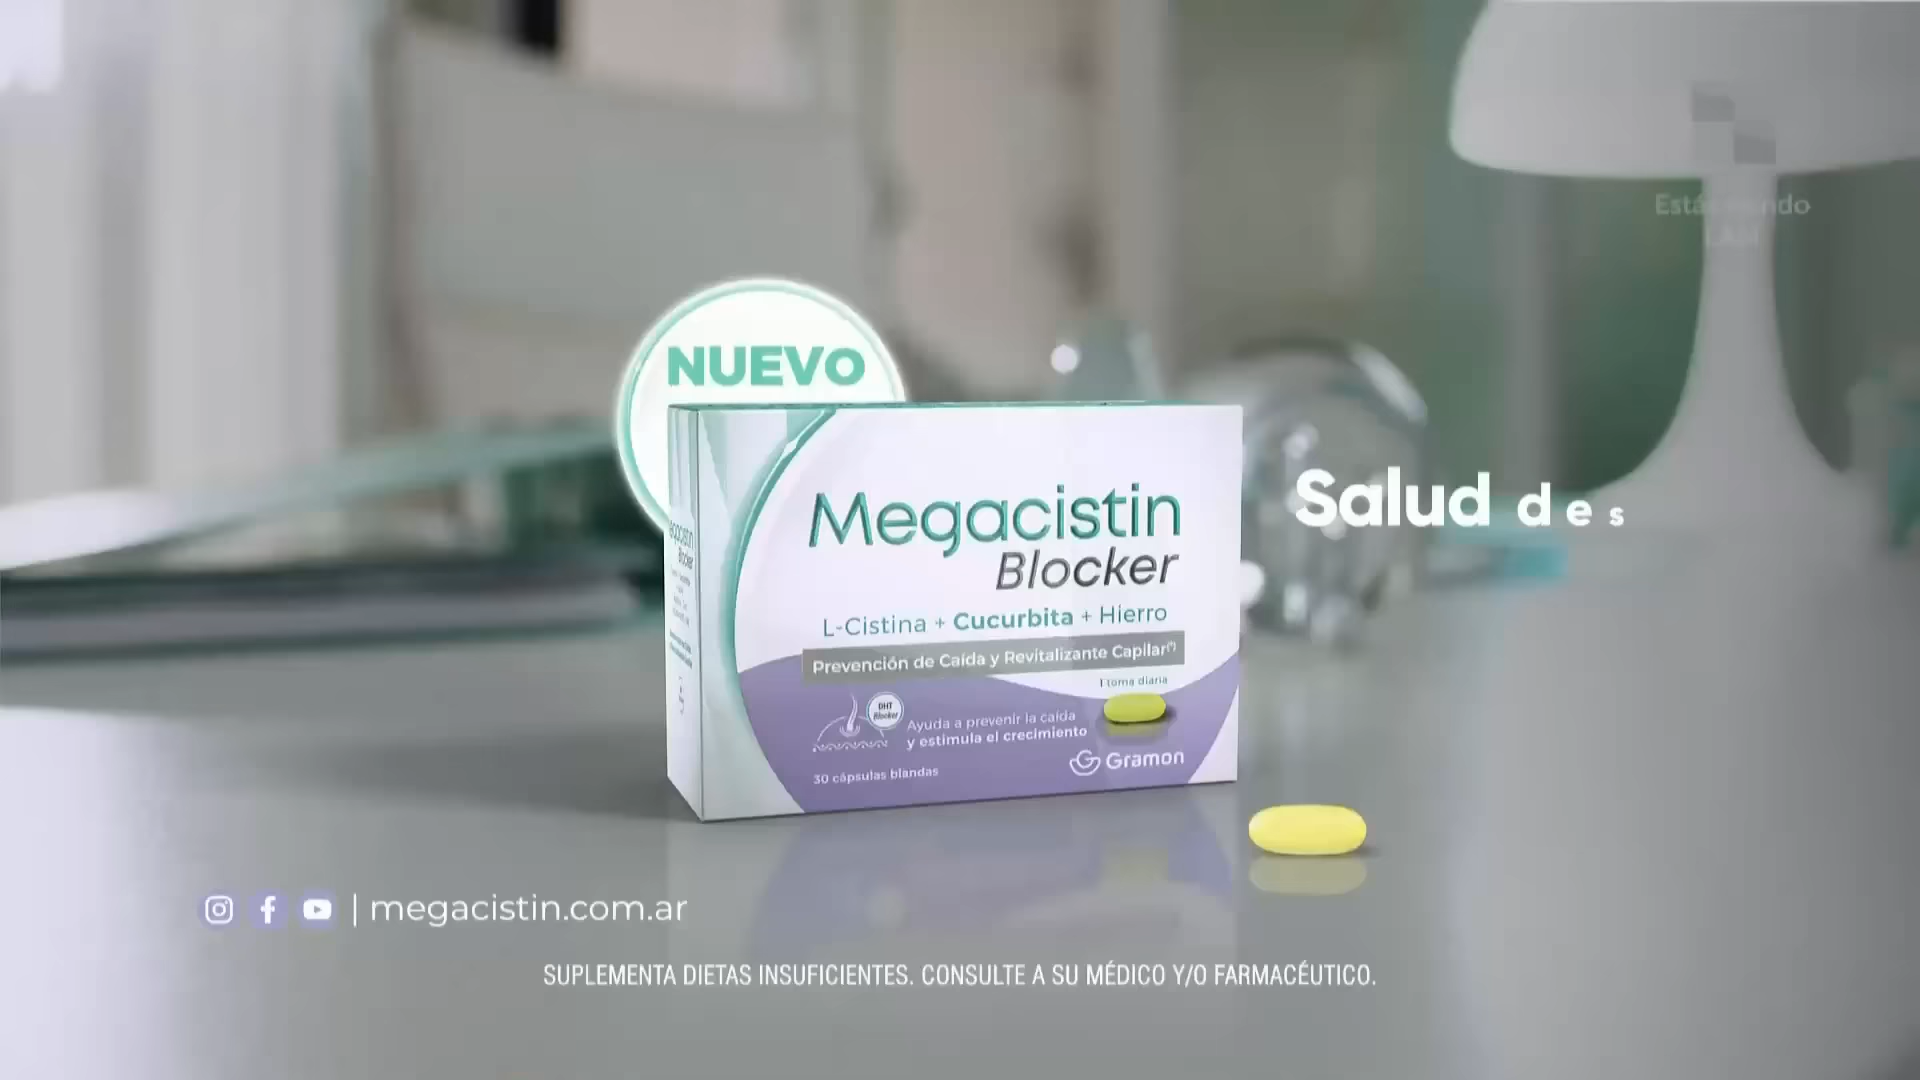 NUEVO
Megacistin
Blocker
L-Cistina + Cucurbita + Hierro
Prevención de Caída y Revitalizante Capilar(*)
1 toma diaria
DHT
Blocker
Ayuda a prevenir la caída
y estimula el crecimiento
30 cápsulas blandas
Gramon
Blocker
Salud des
| megacistin.com.ar
SUPLEMENTA DIETAS INSUFICIENTES. CONSULTE A SU MÉDICO Y/O FARMACÉUTICO.